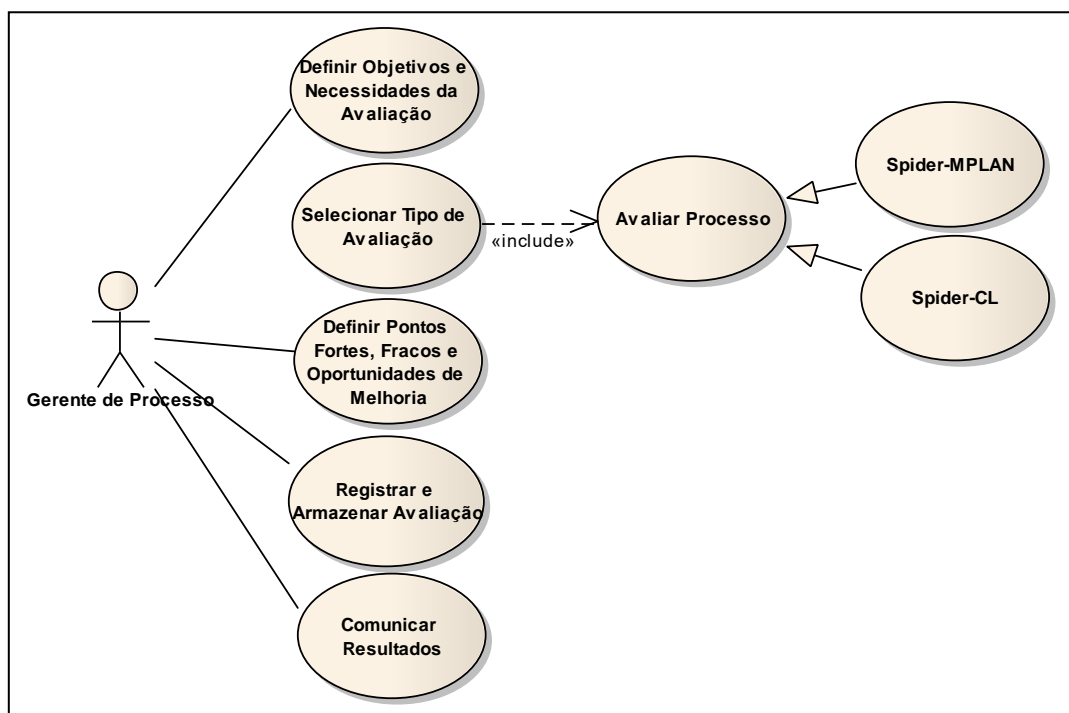 Definir Objetivos e
Necessidades da
Avaliação
Selecionar Tipo de
Avaliação
«include»
Avaliar Processo
Spider-MPLAN
Spider-CL
Definir Pontos
Fortes, Fracos e
Oportunidades de
Melhoria
Gerente de Processo
Registrar e
Armazenar Avaliação
Comunicar
Resultados